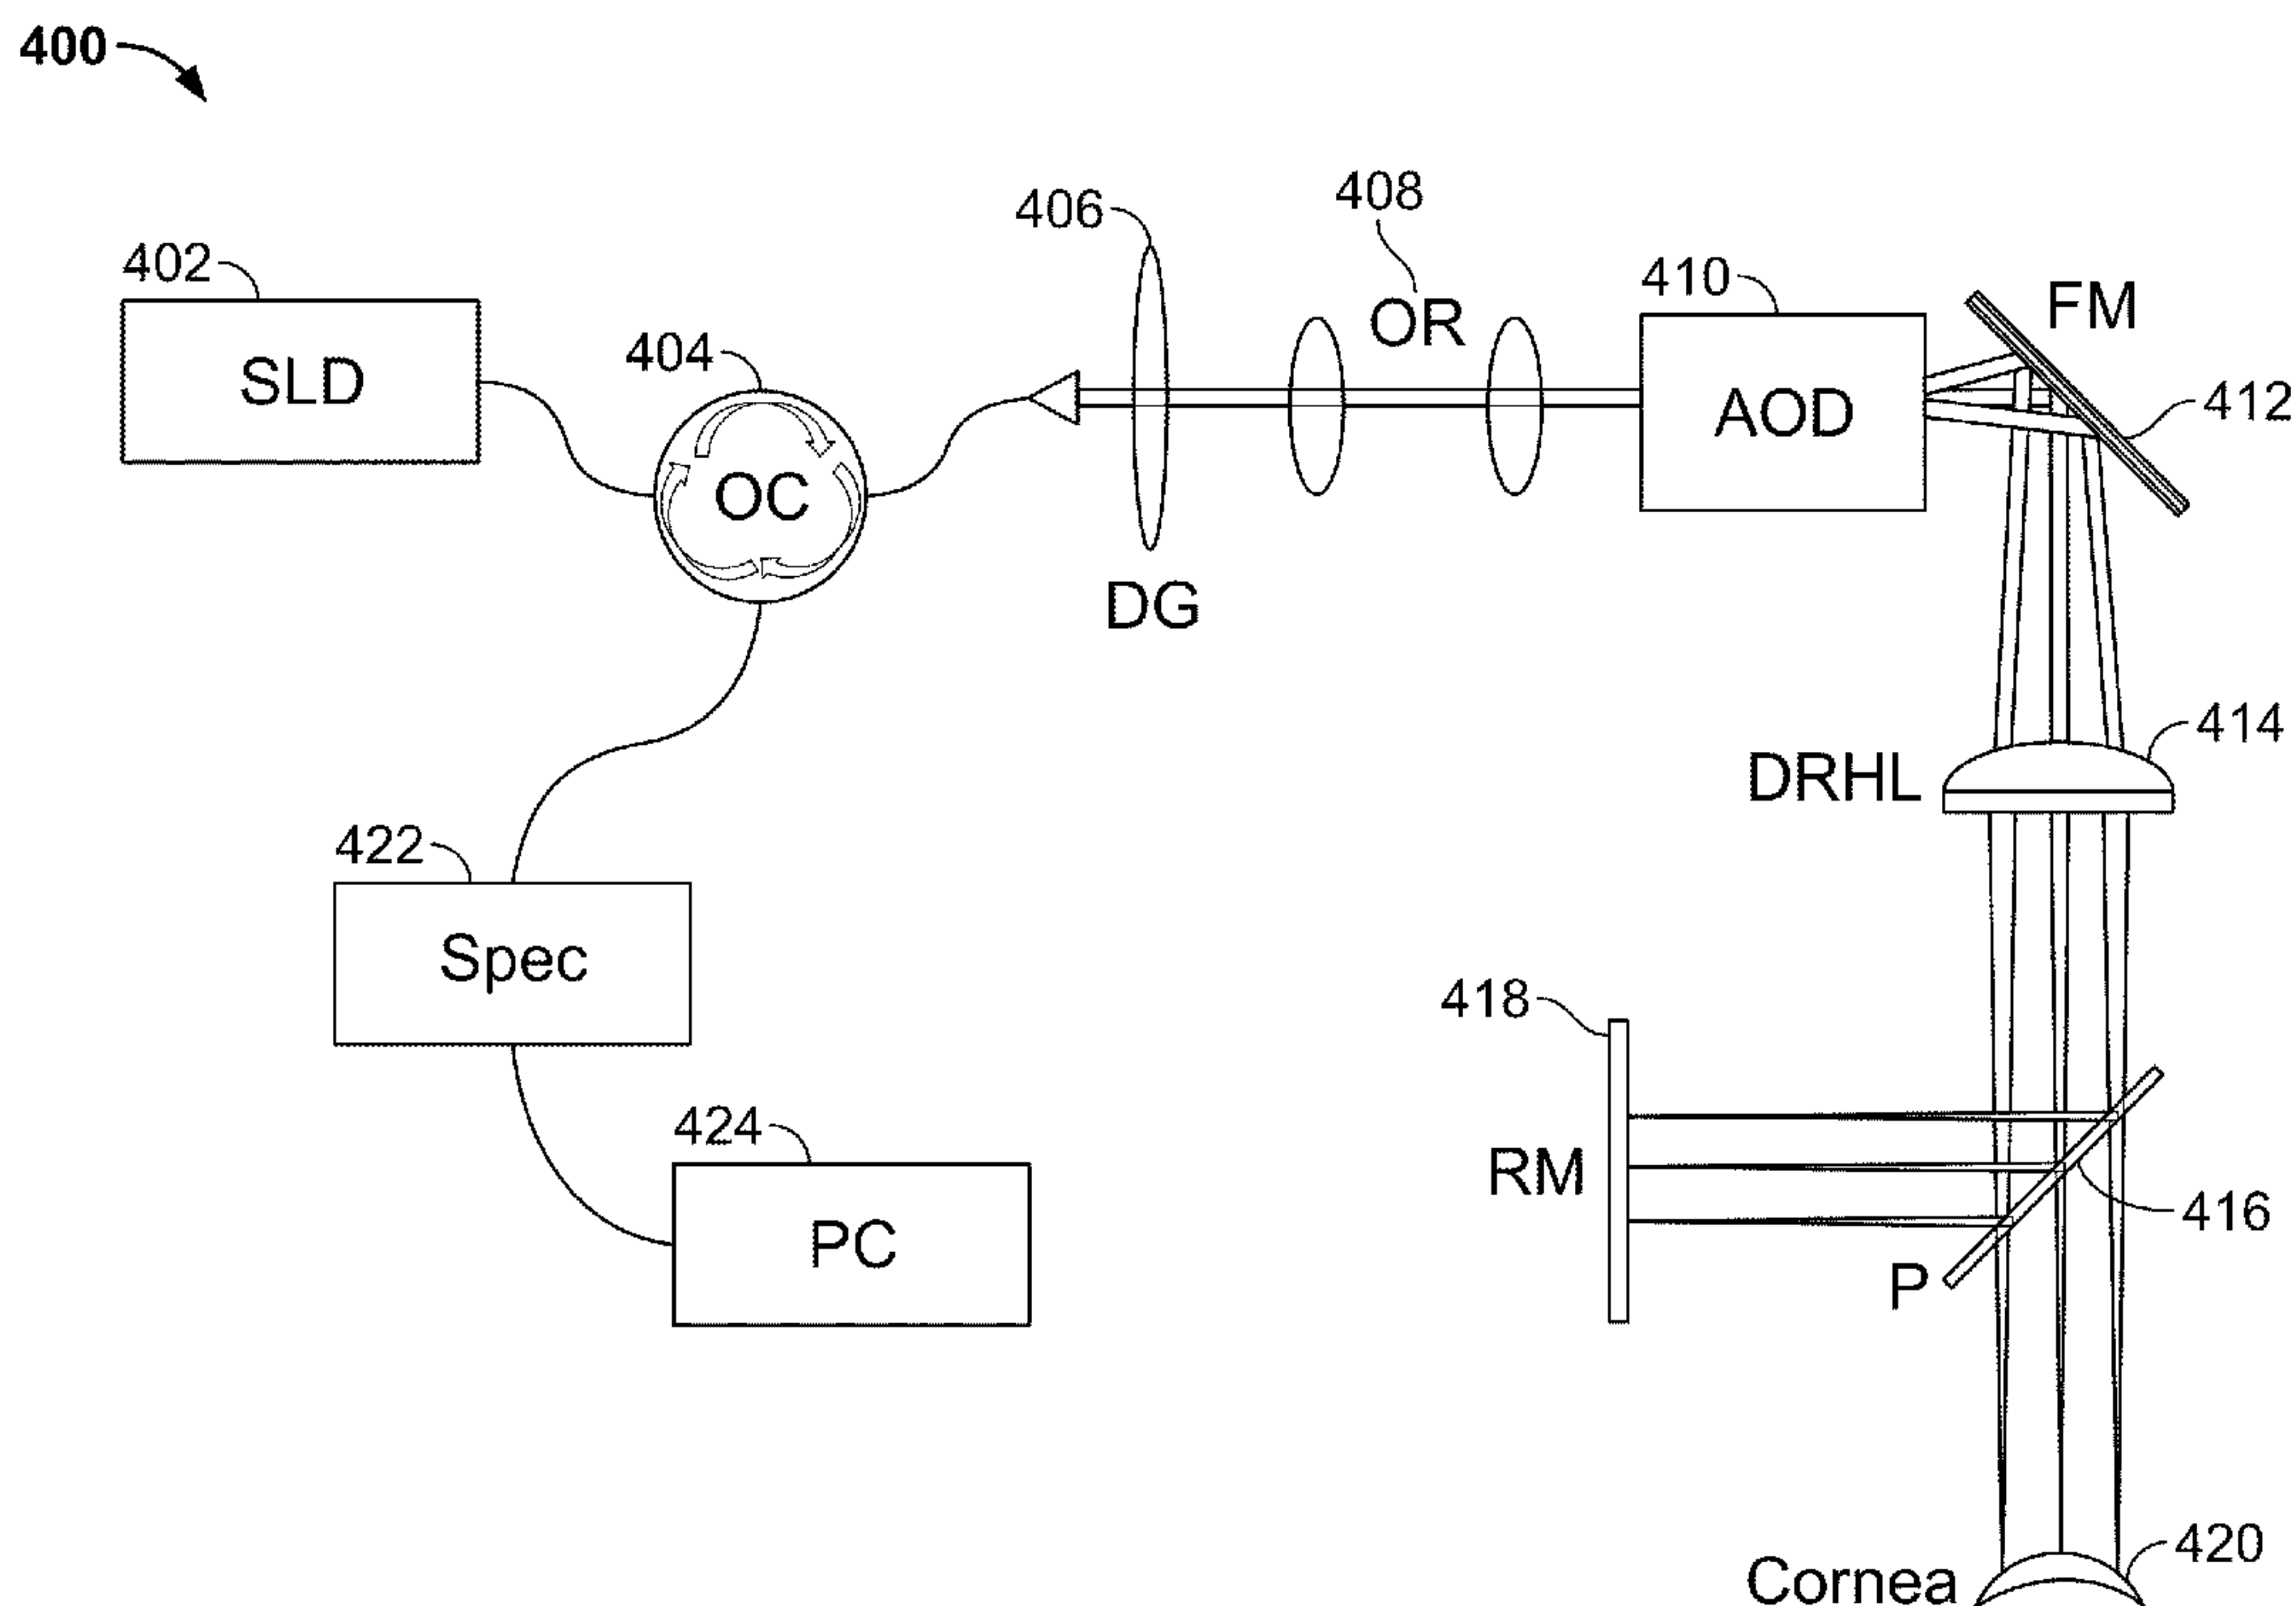 400
408
406
402
410
FM
OR
404
SLD
AOD
412
OC
DG
414
DRHL
422
Spec
418
424
RM
416
PC
P
420
Cornea